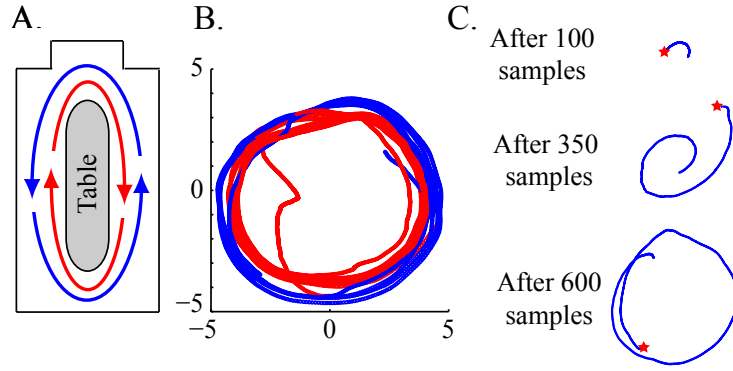 A.
B.
C.
Table
5
0
−5
−5
0
5
After 100
samples
After 350
samples
After 600
samples